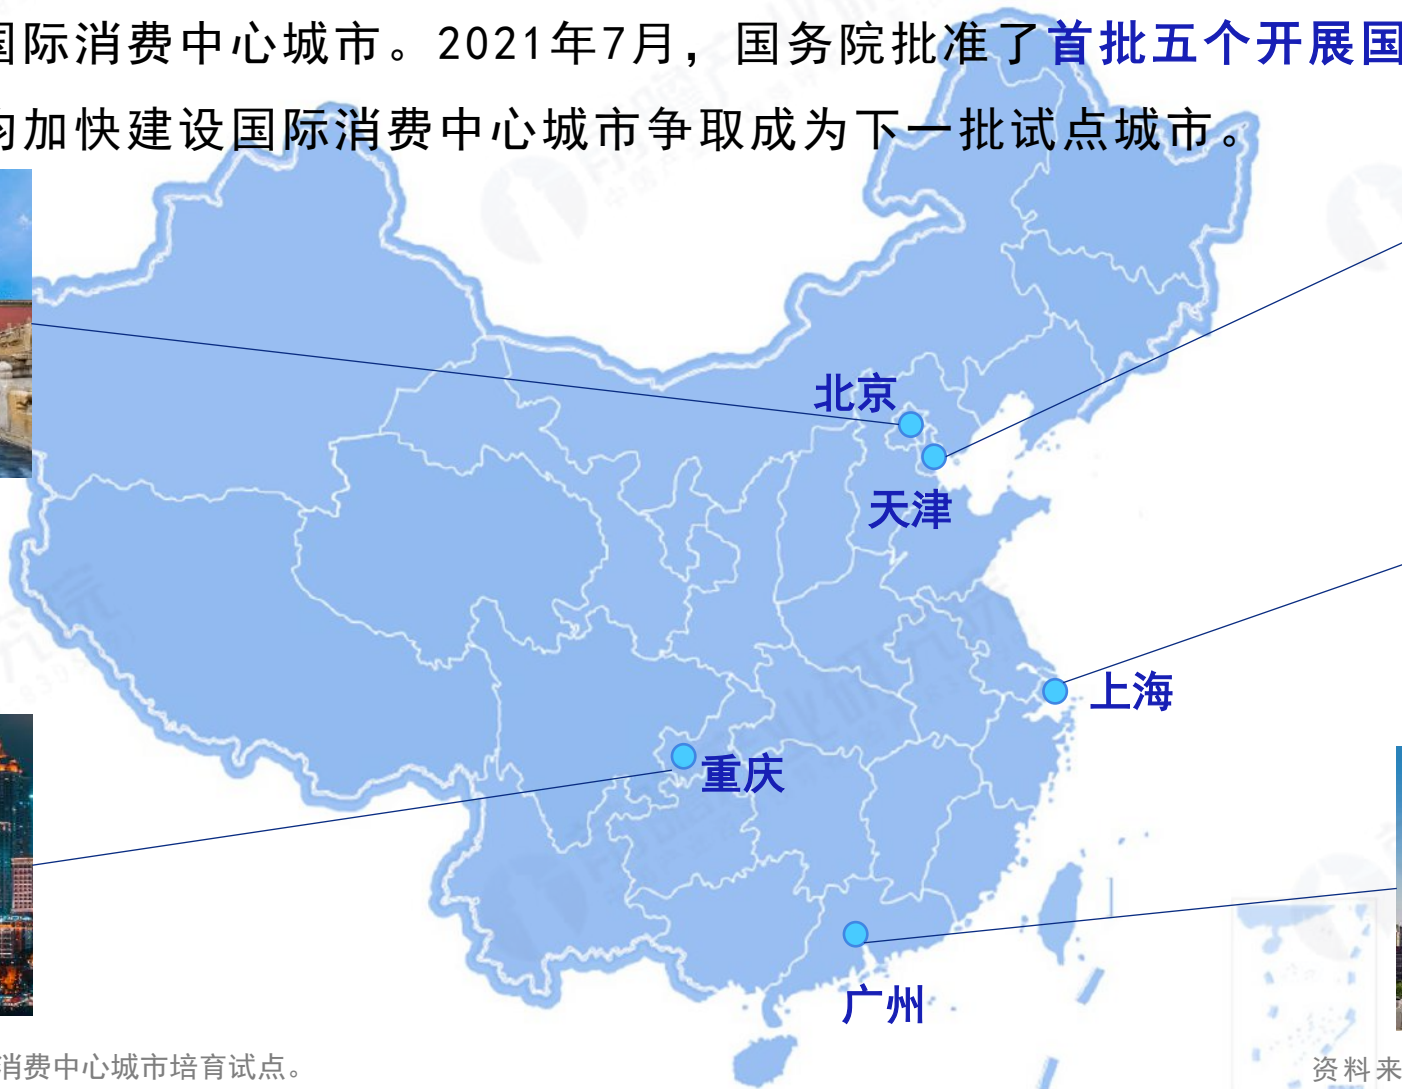 国际消费中心城市。2021年7月，国务院批准了首批五个开展国
均加快建设国际消费中心城市争取成为下一批试点城市。
北京
天津
上海
重庆
广州
消费中心城市培育试点。
资料来